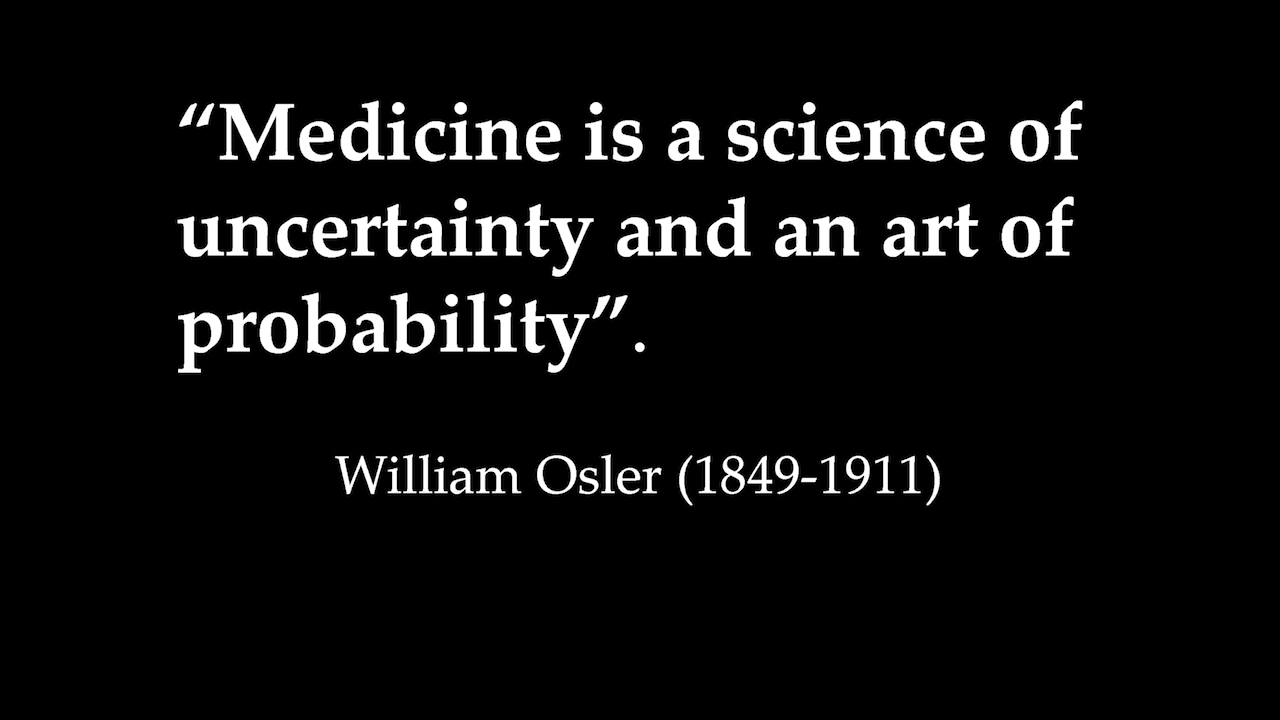 “Medicine is a science of
uncertainty and an art of
probability”.
William Osler (1849-1911)